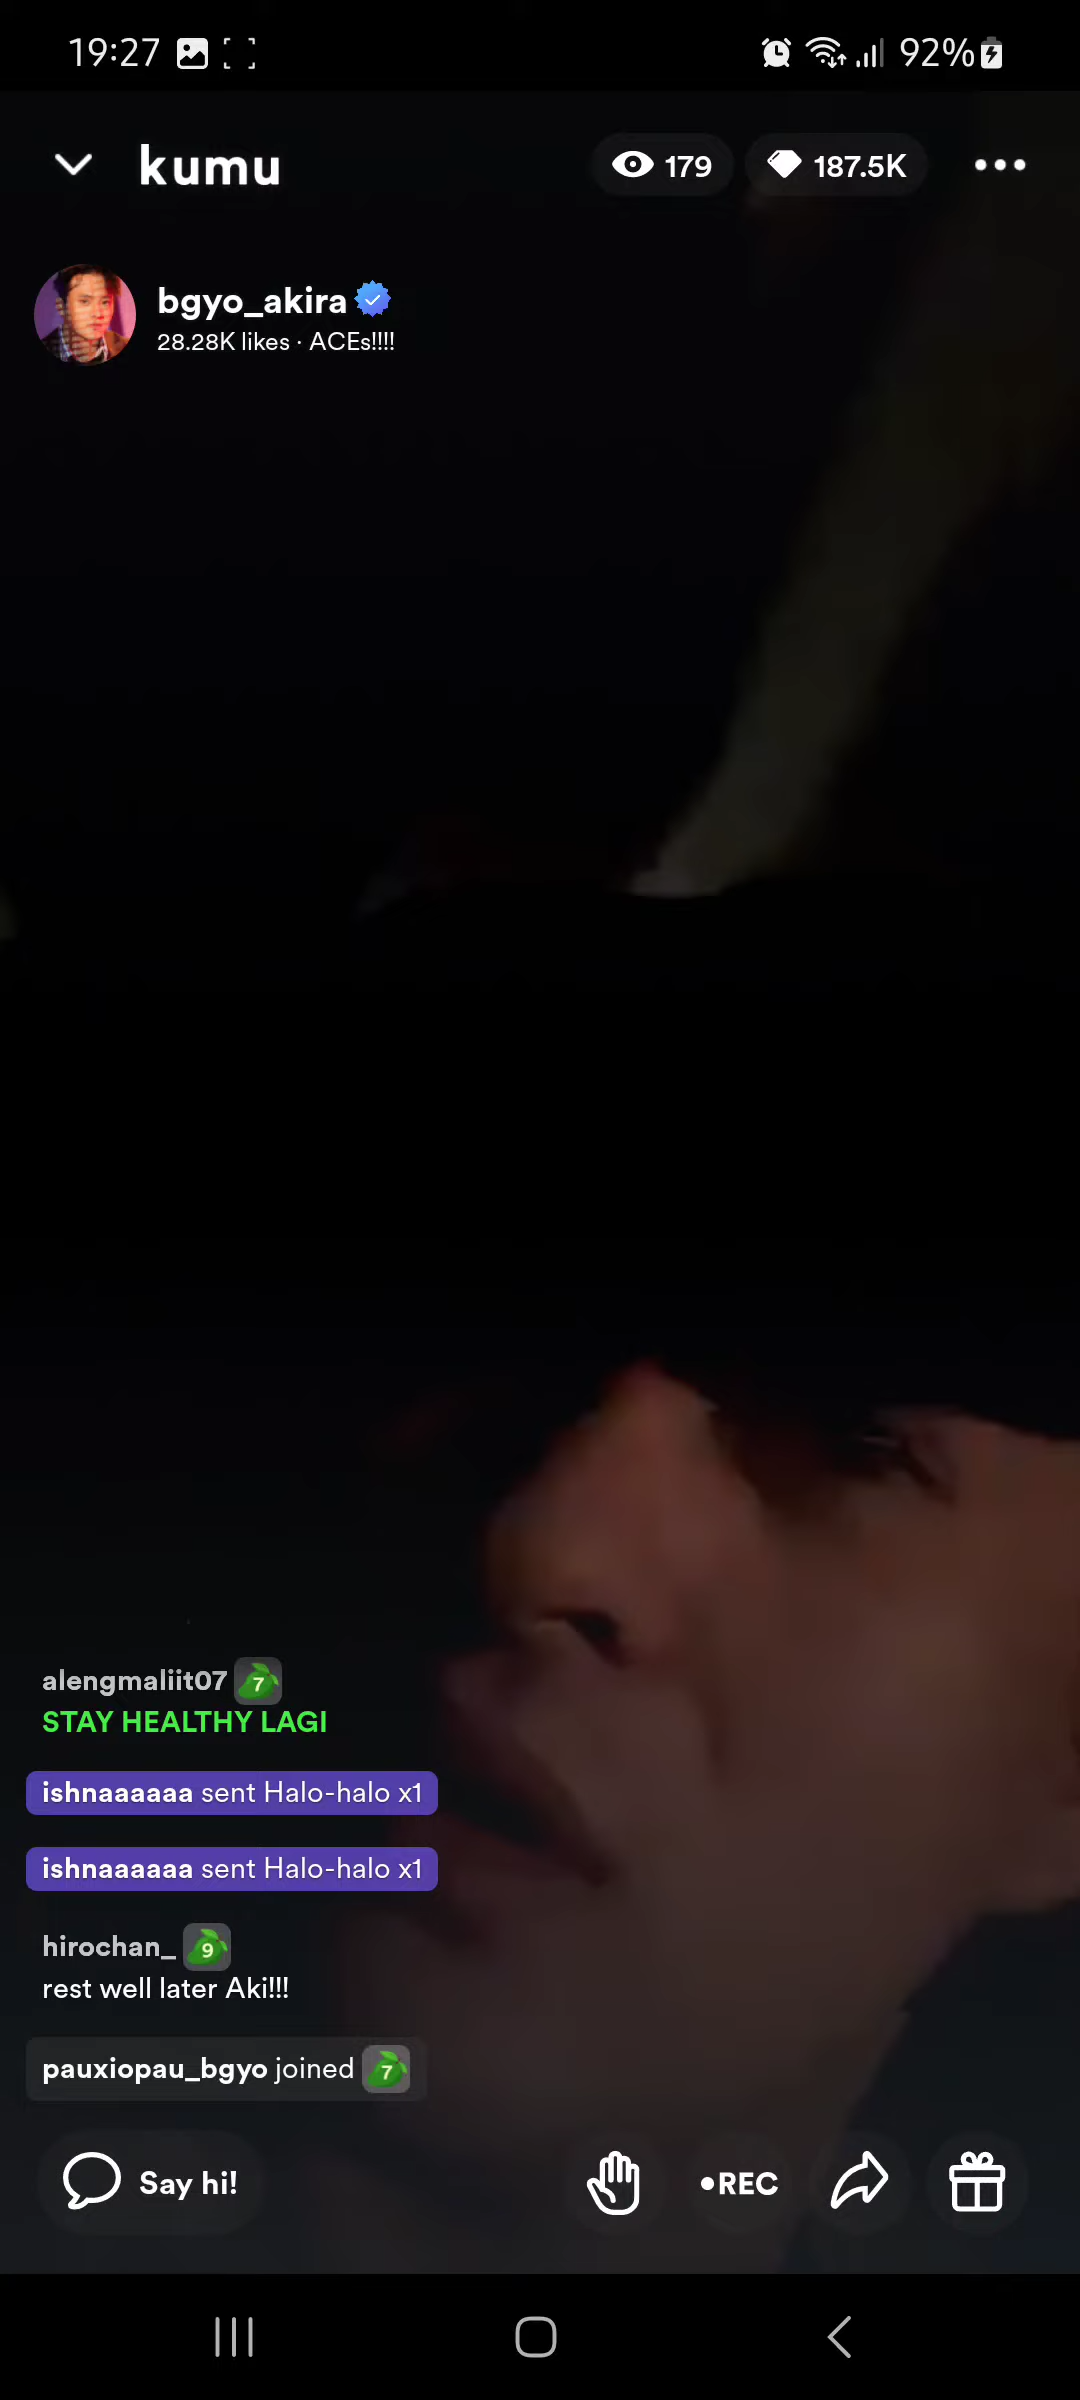 19:27
92%
kumu
179
187.5K
bgyo_akira
28.28K likes · ACEs!!!!
alengmaliit07 7
STAY HEALTHY LAGI
ishnaaaaaa sent Halo-halo x1
ishnaaaaaa sent Halo-halo x1
hirochan_ 9
rest well later Aki!!!
pauxiopau_bgyo joined 7
Say hi!
•REC